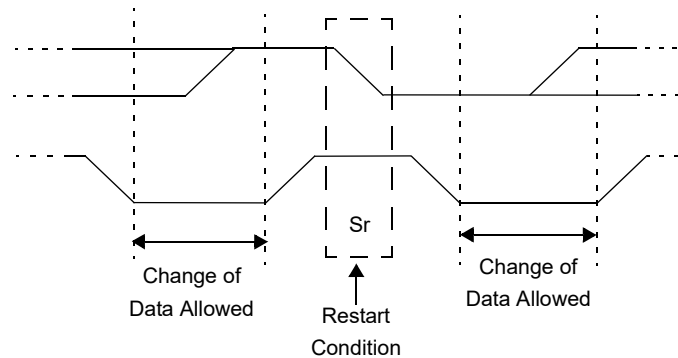 Sr
Change of
Data Allowed
Restart
Condition
Change of
Data Allowed